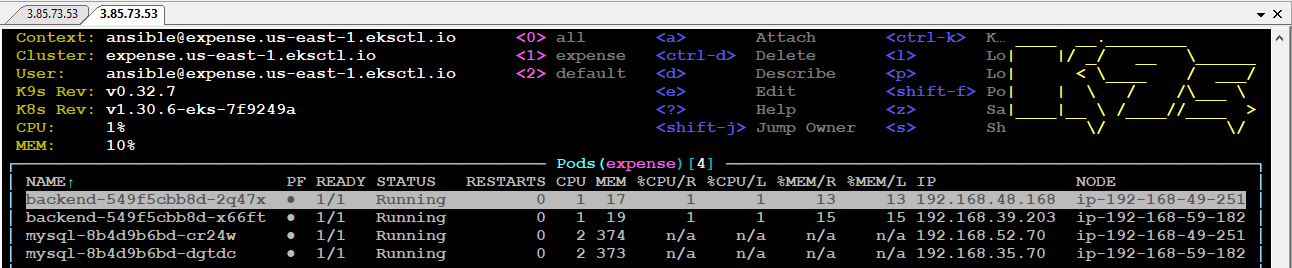 3.85.73.53 3.85.73.53
Context: ansible@expense.us-east-1.eksctl.io <0> all <a> Attach <ctrl-k> K…
Cluster: expense.us-east-1.eksctl.io <1> expense <ctrl-d> Delete <l> Lo
User: ansible@expense.us-east-1.eksctl.io <2> default <d> Describe <p> Lo
K9s Rev: v0.32.7 <e> Edit <shift-f> Po
K8s Rev: v1.30.6-eks-7f9249a <?> Help <z> Sa
CPU: 1% <shift-j> Jump Owner <s> Sh
MEM: 10%
Pods(expense)[4]
NAME↑ PF READY STATUS RESTARTS CPU MEM %CPU/R %CPU/L %MEM/R %MEM/L IP NODE
backend-549f5cbb8d-2q47x ● 1/1 Running 0 1 17 1 1 13 13 192.168.48.168 ip-192-168-49-251
backend-549f5cbb8d-x66ft ● 1/1 Running 0 1 19 1 1 15 15 192.168.39.203 ip-192-168-59-182
mysql-8b4d9b6bd-cr24w ● 1/1 Running 0 2 374 n/a n/a n/a n/a 192.168.52.70 ip-192-168-49-251
mysql-8b4d9b6bd-dgtdc ● 1/1 Running 0 2 373 n/a n/a n/a n/a 192.168.35.70 ip-192-168-59-182